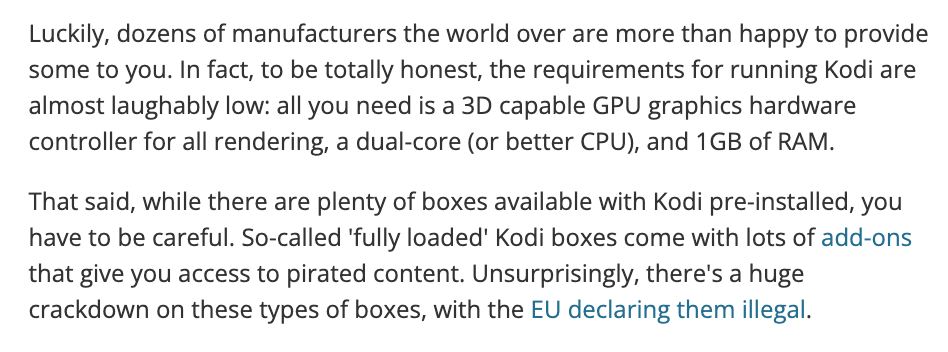 Luckily, dozens of manufacturers the world over are more than happy to provide
some to you. In fact, to be totally honest, the requirements for running Kodi are
almost laughably low: all you need is a 3D capable GPU graphics hardware
controller for all rendering, a dual-core (or better CPU), and 1GB of RAM.
That said, while there are plenty of boxes available with Kodi pre-installed, you
have to be careful. So-called 'fully loaded' Kodi boxes come with lots of add-ons
that give you access to pirated content. Unsurprisingly, there's a huge
crackdown on these types of boxes, with the EU declaring them illegal.